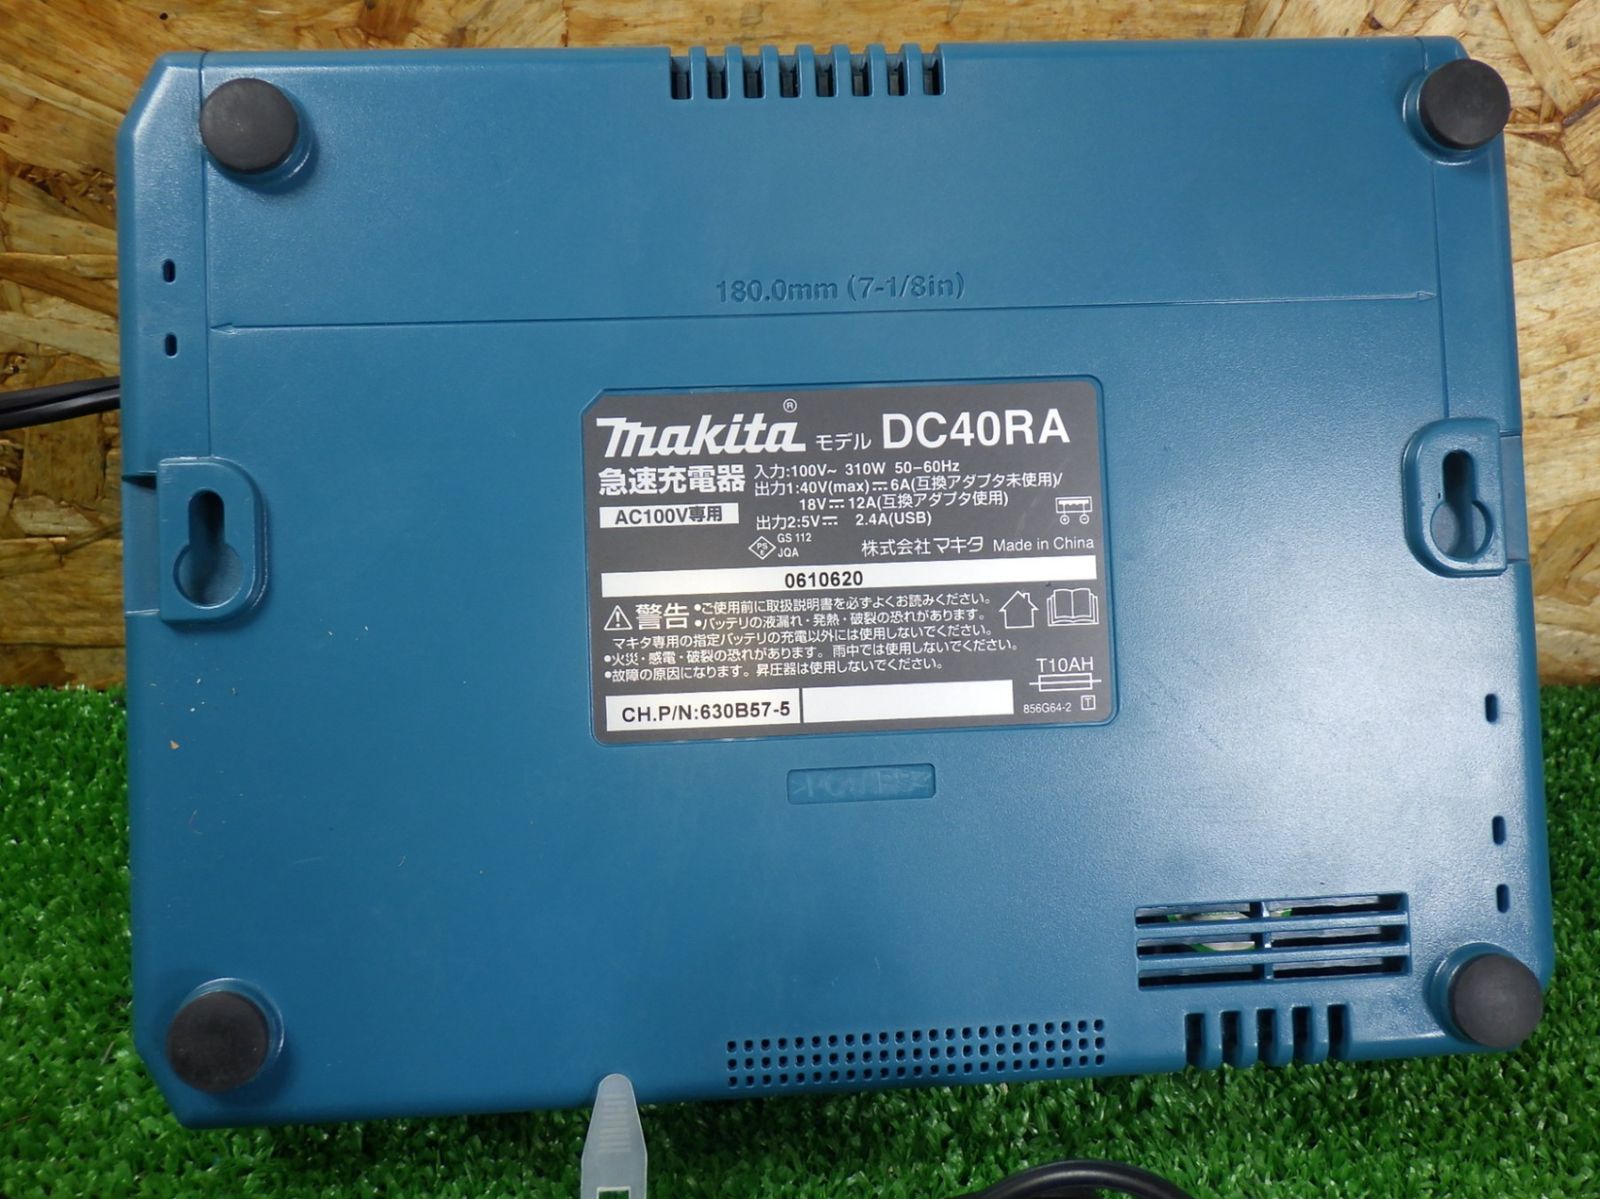 180.0mm (7-1/8in)
makita® モデル DC40RA
急速充電器
AC100V専用
入力:100V～ 310W 50-60Hz
出力1:40V(max)⎓6A(互換アダプタ未使用)/
18V⎓12A(互換アダプタ使用)
出力2:5V⎓ 2.4A(USB)
PS E
GS 112
JQA
株式会社マキタ Made in China
0610620
警告 •ご使用前に取扱説明書を必ずよくお読みください。
•バッテリの液漏れ・発熱・破裂の恐れがあります。
マキタ専用の指定バッテリの充電以外には使用しないでください。
•火災・感電・破裂の恐れがあります。雨中では使用しないでください。
•故障の原因になります。昇圧器は使用しないでください。
T10AH
CH.P/N:630B57-5
856G64-2 T